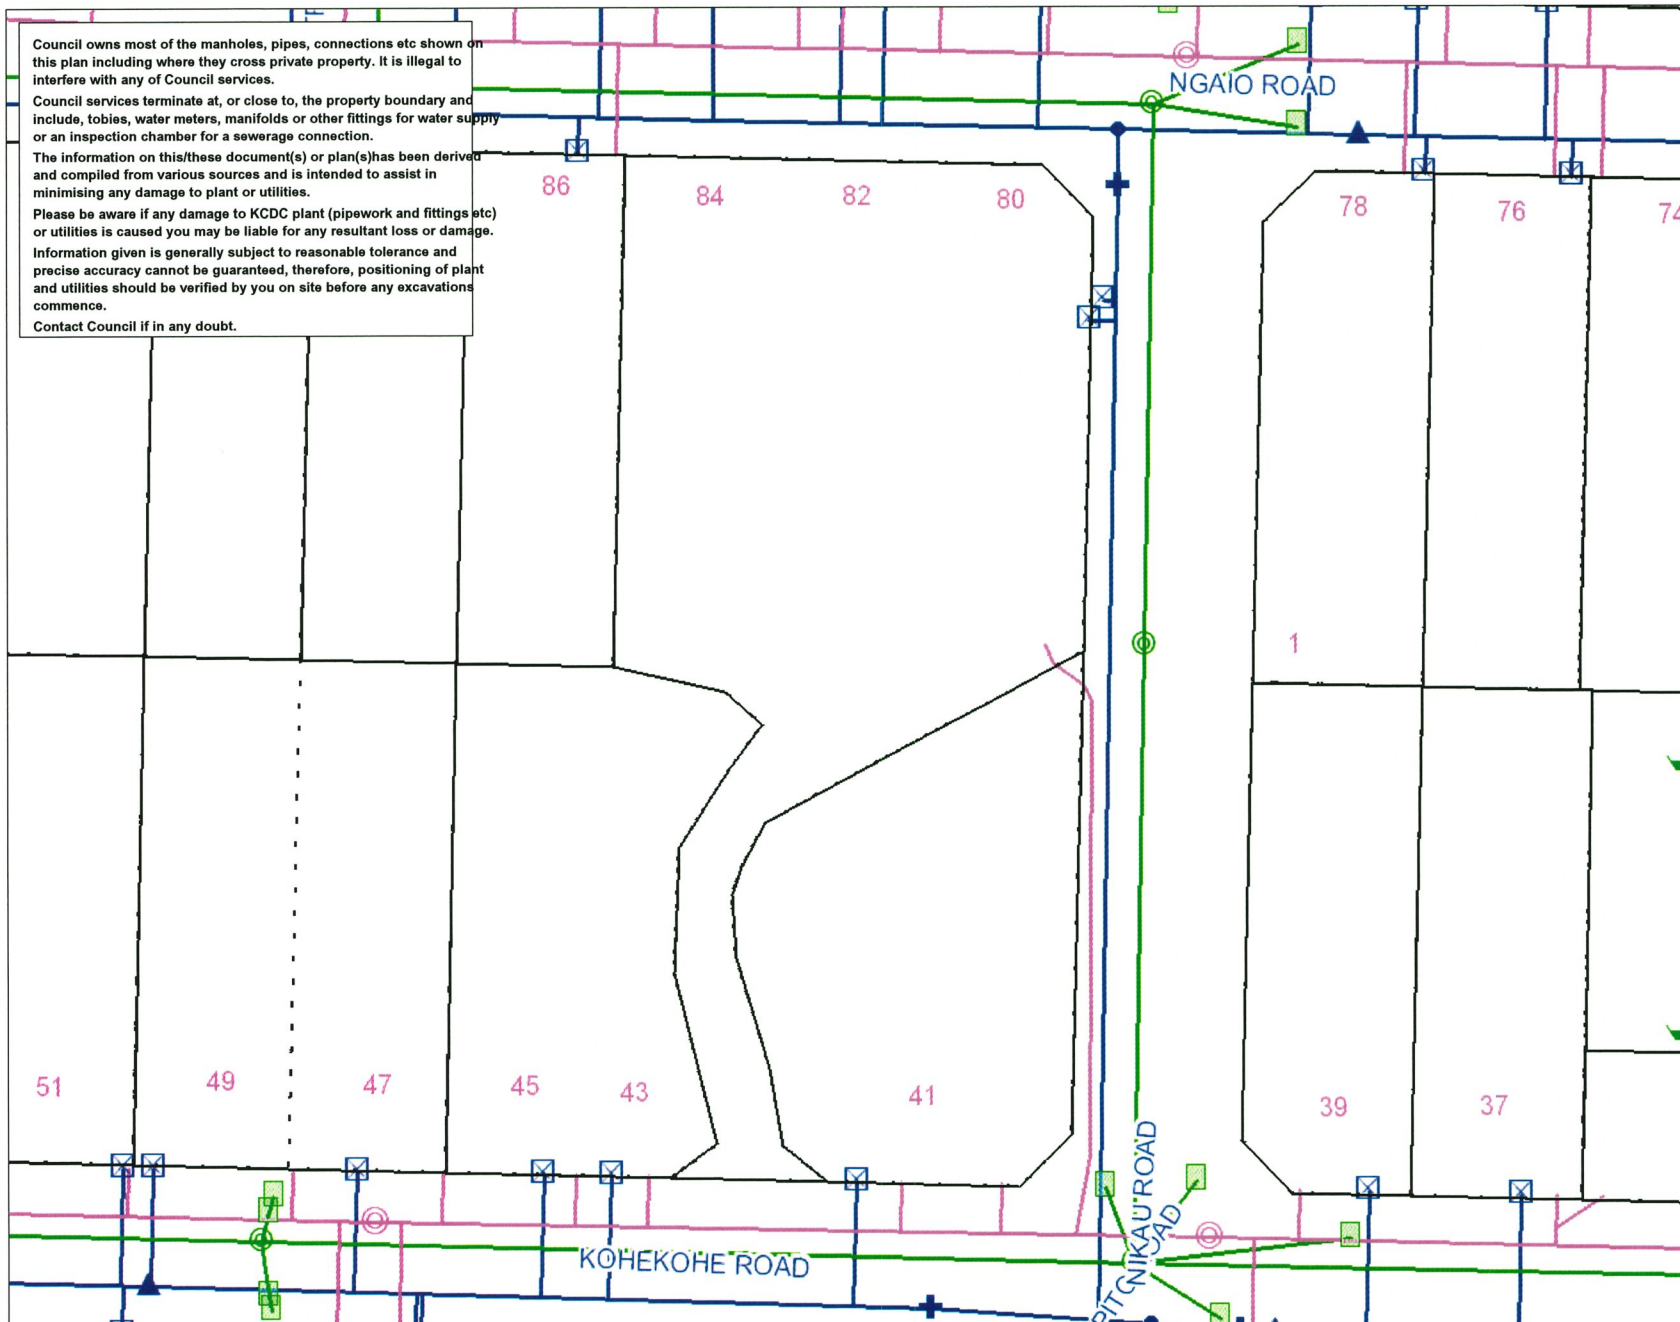 Council owns most of the manholes, pipes, connections etc shown on
this plan including where they cross private property. It is illegal to
interfere with any of Council services.
Council services terminate at, or close to, the property boundary and
include, tobies, water meters, manifolds or other fittings for water supply
or an inspection chamber for a sewerage connection.
The information on this/these document(s) or plan(s)has been derived
and compiled from various sources and is intended to assist in
minimising any damage to plant or utilities.
Please be aware if any damage to KCDC plant (pipework and fittings etc)
or utilities is caused you may be liable for any resultant loss or damage.
Information given is generally subject to reasonable tolerance and
precise accuracy cannot be guaranteed, therefore, positioning of plant
and utilities should be verified by you on site before any excavations
commence.
Contact Council if in any doubt.
NGAIO ROAD
86
84
82
80
78
76
74
1
51
49
47
45
43
41
39
37
KOHEKOHE ROAD
NIKAU ROAD